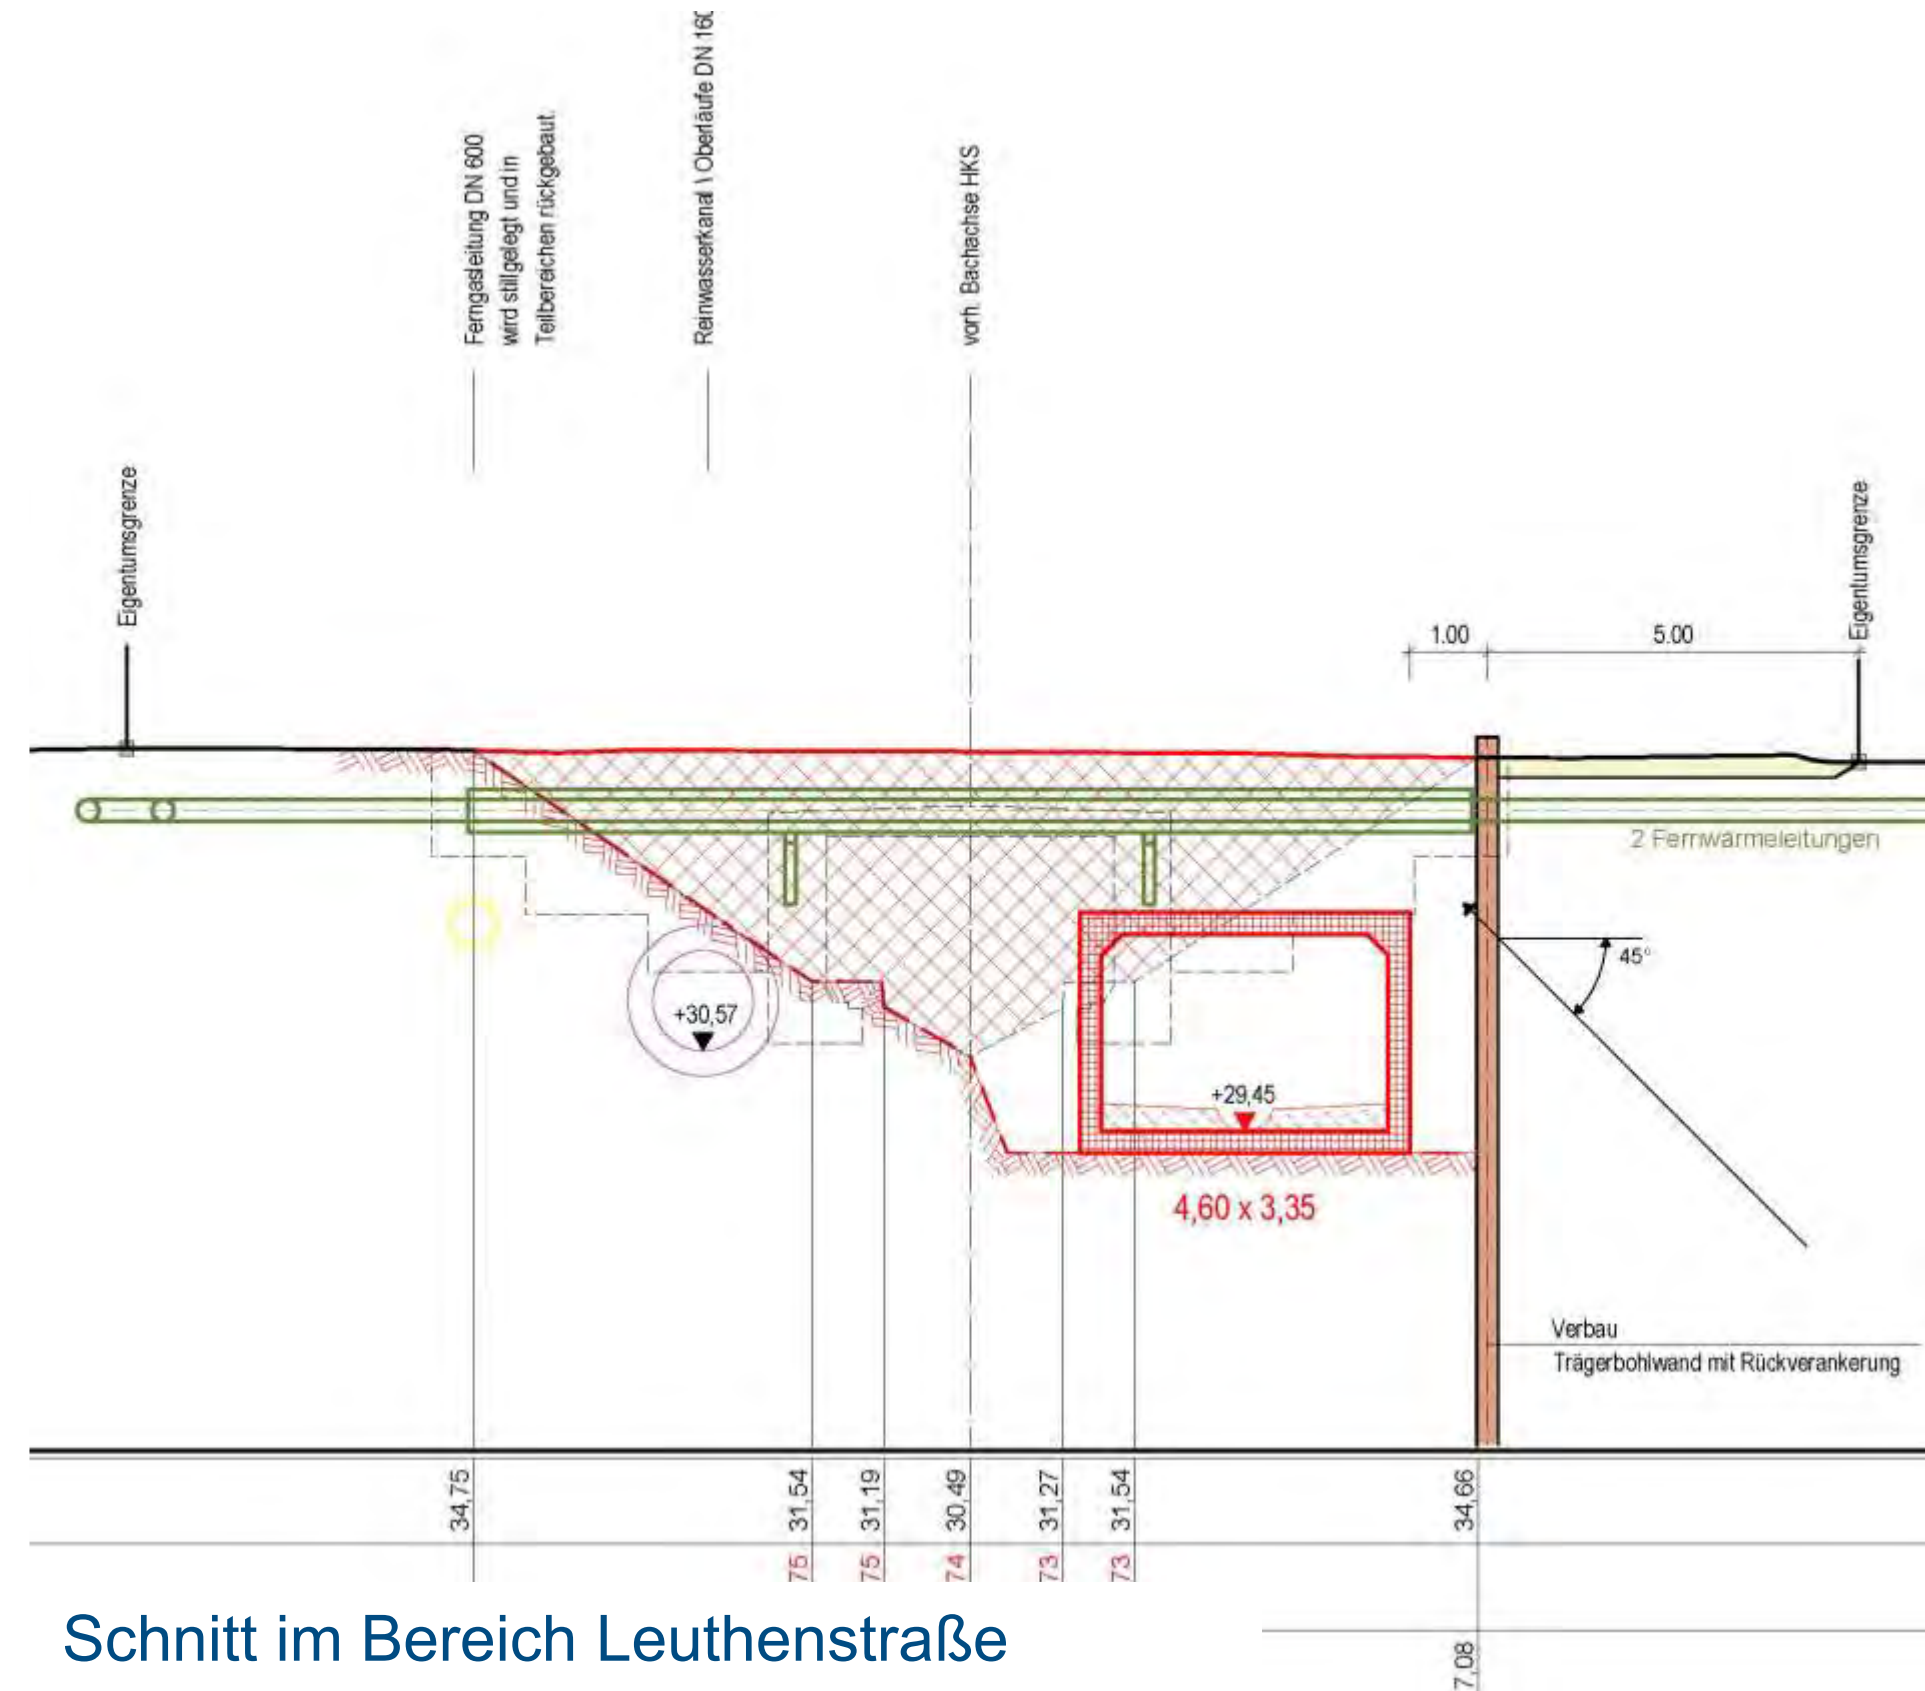 Ferngasleitung DN 600
wird stillgelegt und in
Teilbereichen rückgebaut.
Reinwasserkanal \ Oberläufe DN 160
vorh. Bachachse HKS
Eigentumsgrenze
Eigentumsgrenze
1.00
5.00
2 Fernwärmeleitungen
45°
+30,57
+29,45
4,60 x 3,35
Verbau
Trägerbohlwand mit Rückverankerung
34,75
31,54
31,19
30,49
31,27
31,54
34,66
75
75
74
73
73
7,08
Schnitt im Bereich Leuthenstraße